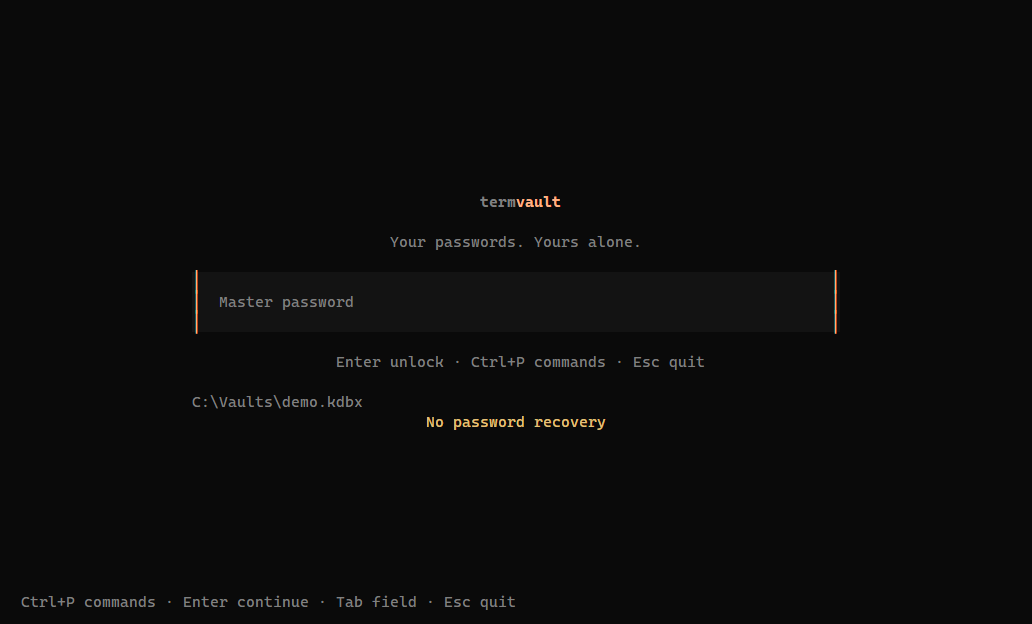 termvault
Your passwords. Yours alone.
Master password
Enter unlock · Ctrl+P commands · Esc quit
C:\Vaults\demo.kdbx
No password recovery
Ctrl+P commands · Enter continue · Tab field · Esc quit